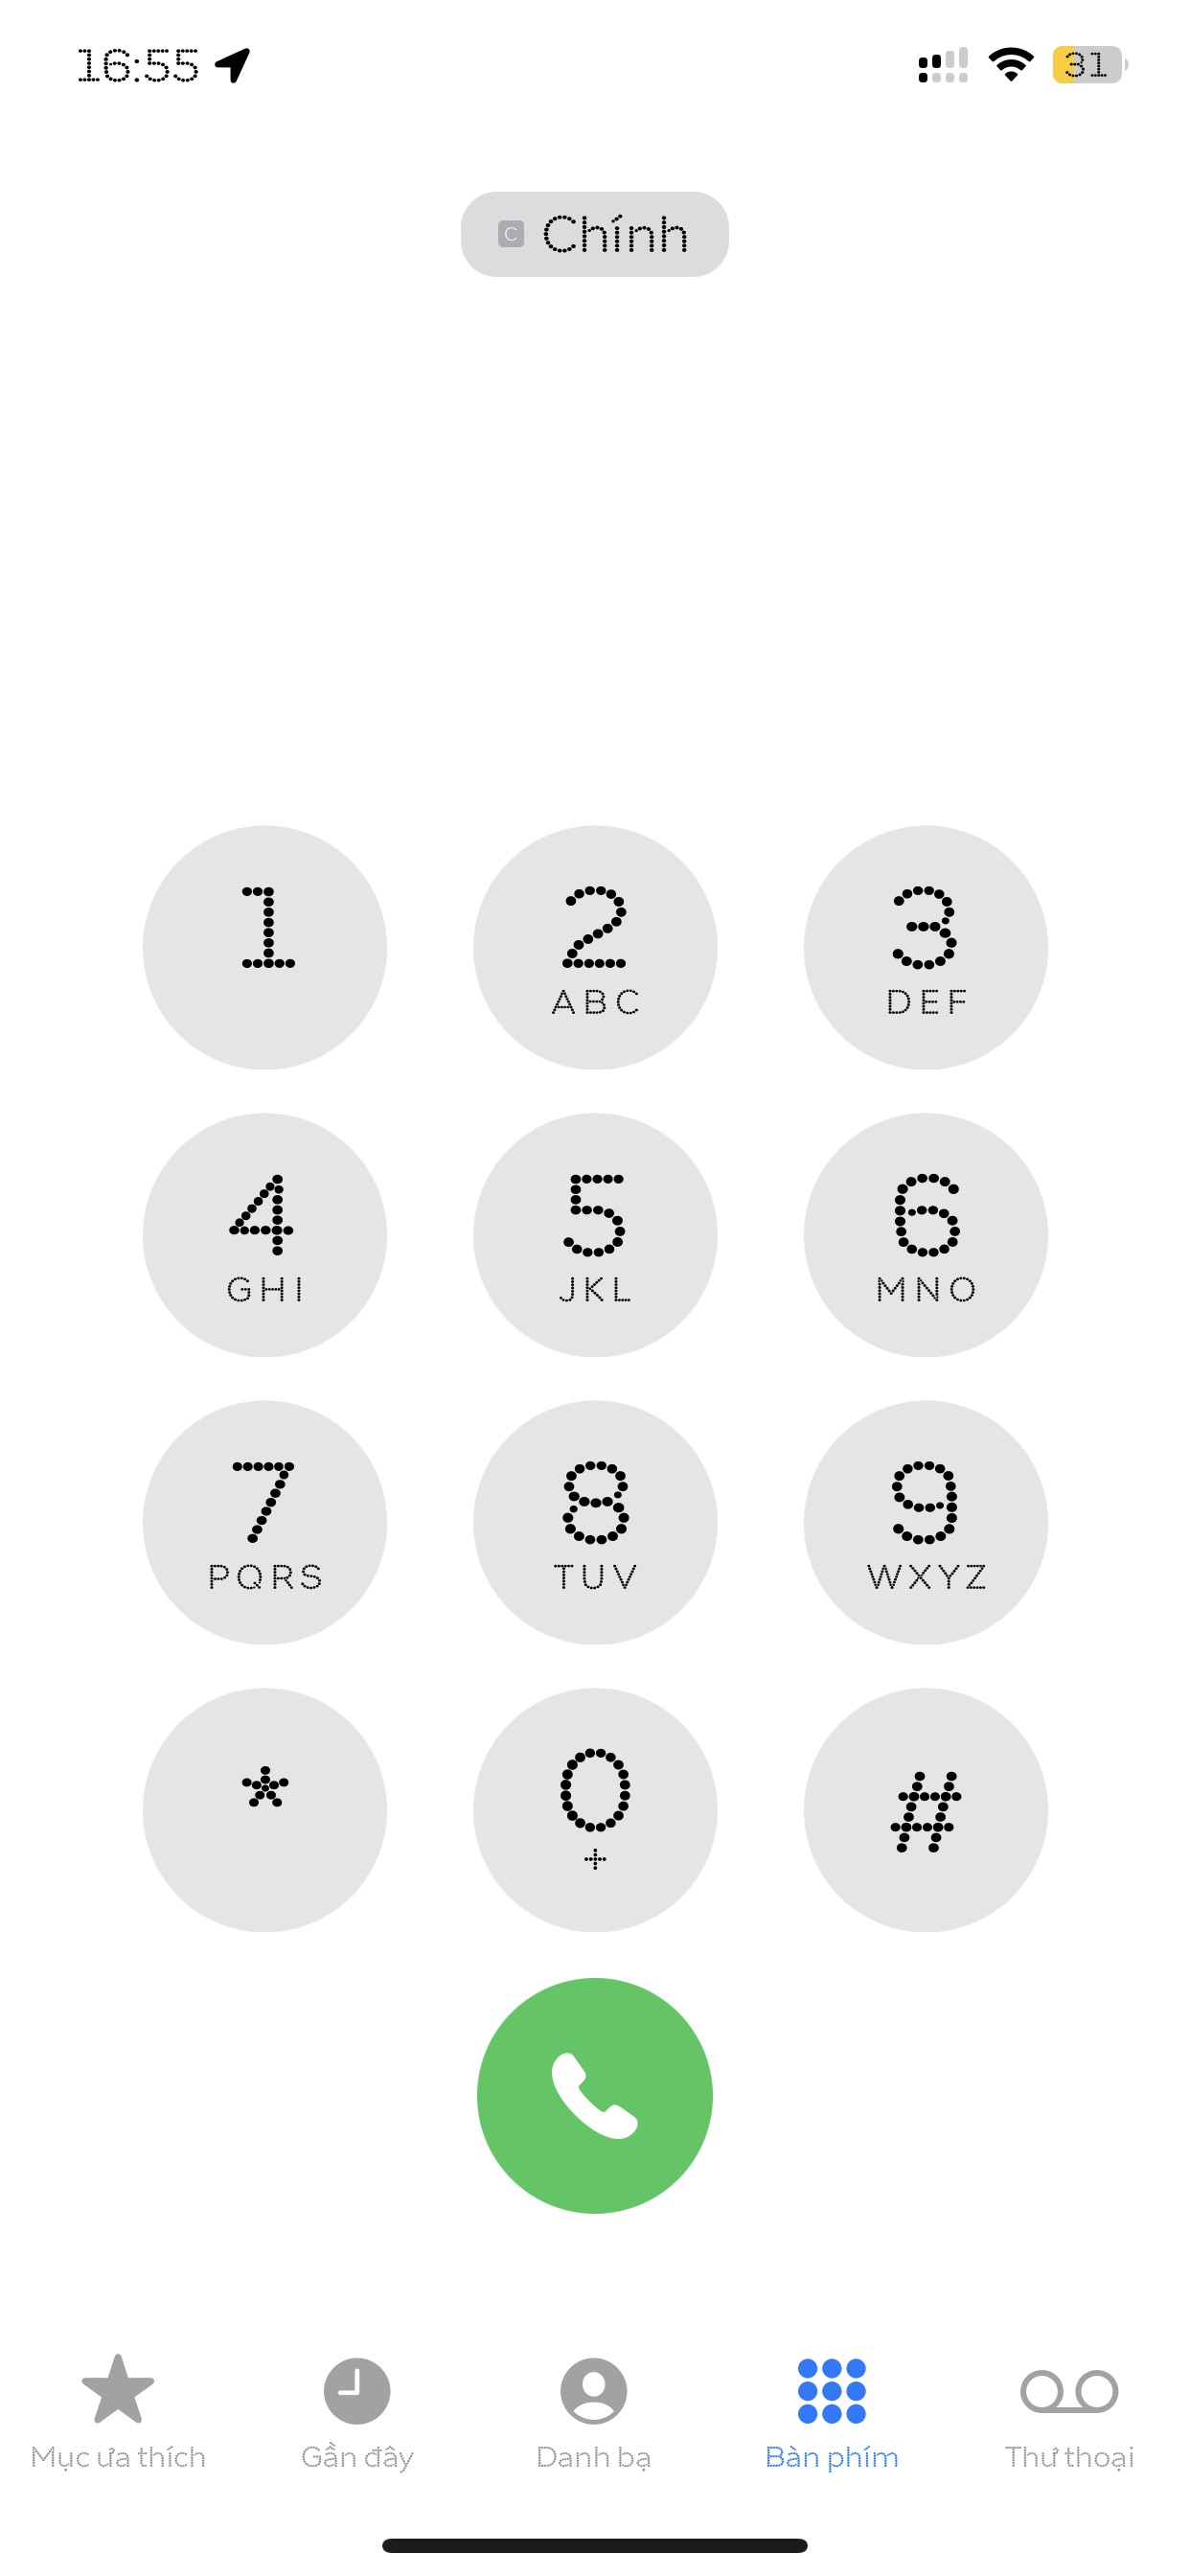 16:55 31
C Chính
1 2 3
ABC DEF
4 5 6
GHI JKL MNO
7 8 9
PQRS TUV WXYZ
* 0 #
+
Mục ưa thích Gần đây Danh bạ Bàn phím Thư thoại